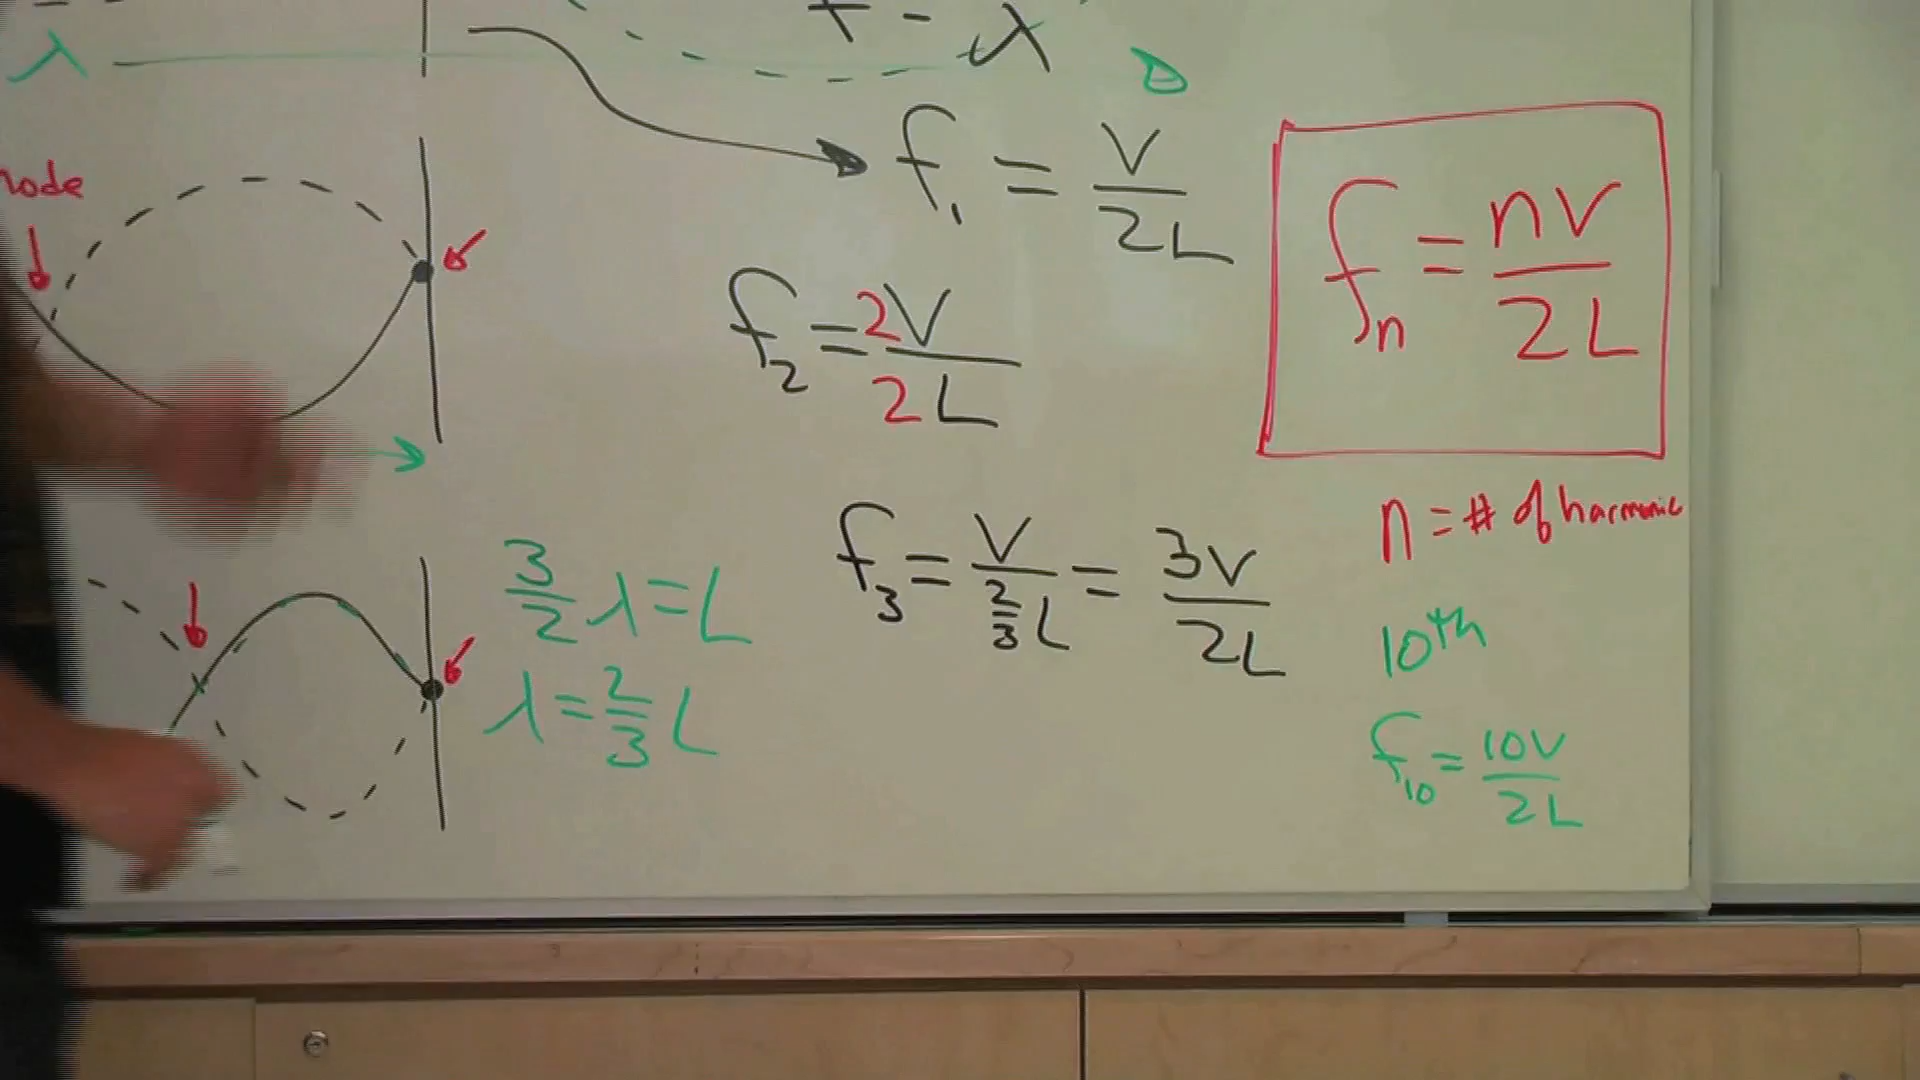 λ
f₁ = V/2L
node
f₂ = 2V/2L
fₙ = nV/2L
n = # of harmonic
3/2 λ = L
f₃ = V/(2/3 L) = 3V/2L
λ = 2/3 L
10th
f₁₀ = 10V/2L